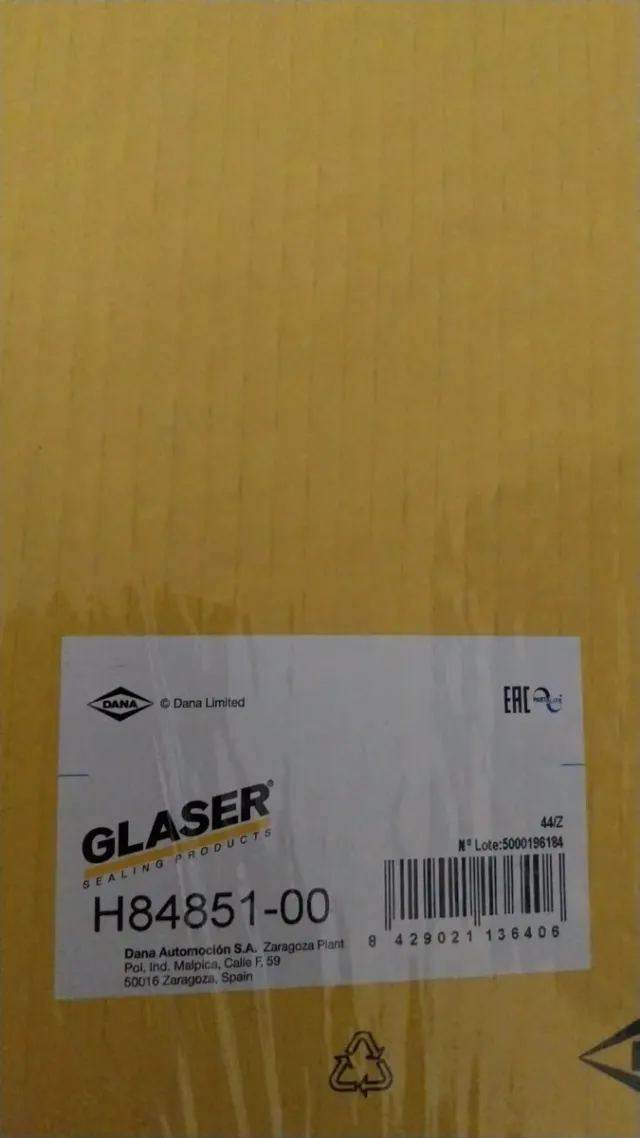 DANA © Dana Limited
EAC
GLASER®
SEALING PRODUCTS
44/Z
Nº Lote:5000196184
H84851-00
8 429021 136406
Dana Automoción S.A. Zaragoza Plant
Pol. Ind. Malpica, Calle F, 59
50016 Zaragoza, Spain